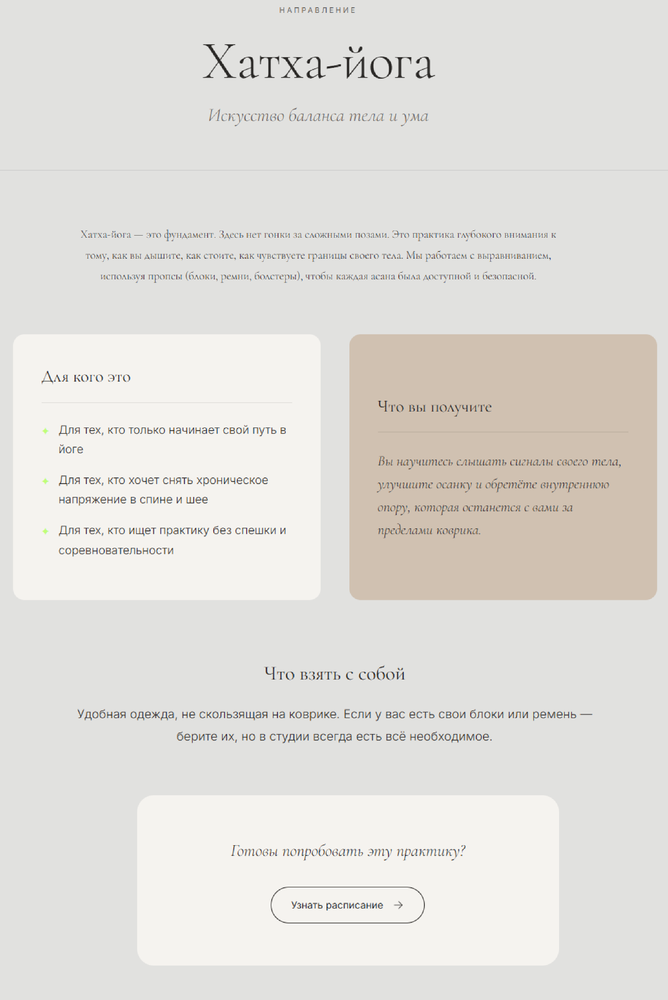 НАПРАВЛЕНИЕ
Хатха-йога
Искусство баланса тела и ума
Хатха-йога — это фундамент. Здесь нет гонки за сложными позами. Это практика глубокого внимания к
тому, как вы дышите, как стоите, как чувствуете границы своего тела. Мы работаем с выравниванием,
используя пропсы (блоки, ремни, болстеры), чтобы каждая асана была доступной и безопасной.
Для кого это
Для тех, кто только начинает свой путь в
йоге
Для тех, кто хочет снять хроническое
напряжение в спине и шее
Для тех, кто ищет практику без спешки и
соревновательности
Что вы получите
Вы научитесь слышать сигналы своего тела,
улучшите осанку и обретёте внутреннюю
опору, которая останется с вами за
пределами коврика.
Что взять с собой
Удобная одежда, не скользящая на коврике. Если у вас есть свои блоки или ремень —
берите их, но в студии всегда есть всё необходимое.
Готовы попробовать эту практику?
Узнать расписание →